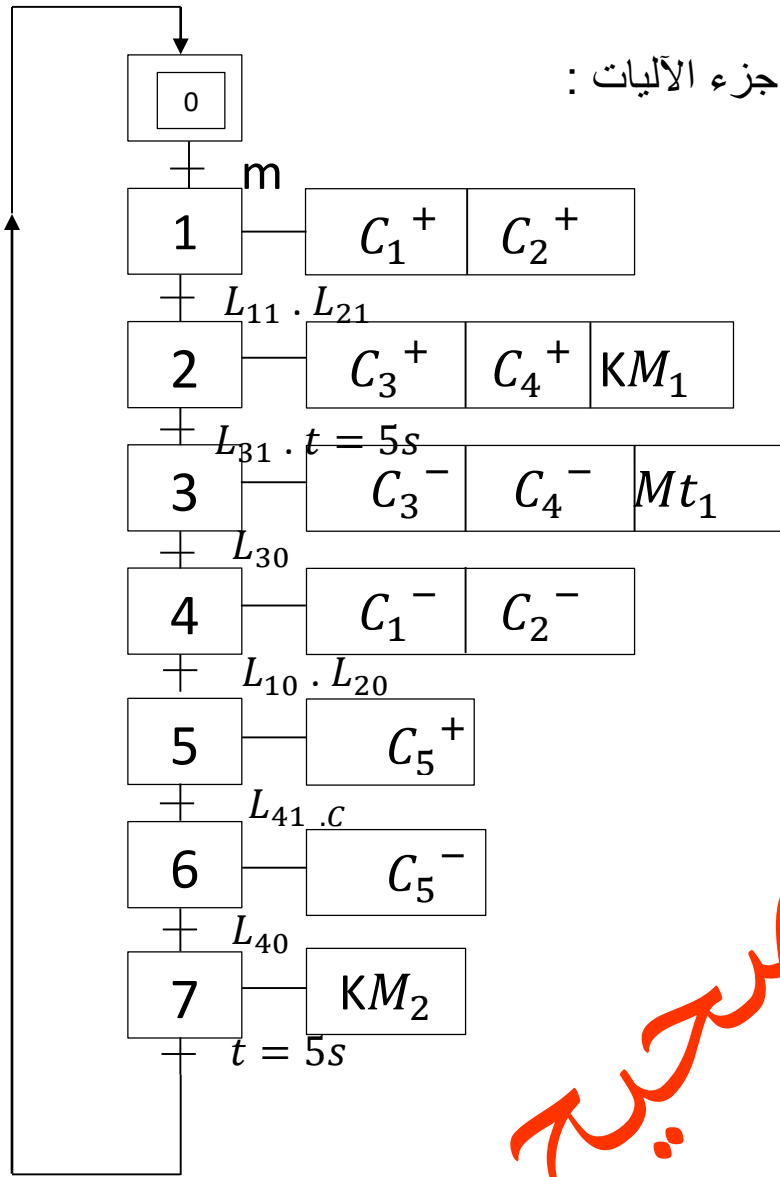 جزء الآليات :
0
m
1 C₁⁺ C₂⁺
L₁₁ . L₂₁
2 C₃⁺ C₄⁺ KM₁
L₃₁ . t = 5s
3 C₃⁻ C₄⁻ Mt₁
L₃₀
4 C₁⁻ C₂⁻
L₁₀ . L₂₀
5 C₅⁺
L₄₁ .c
6 C₅⁻
L₄₀
7 KM₂
t = 5s